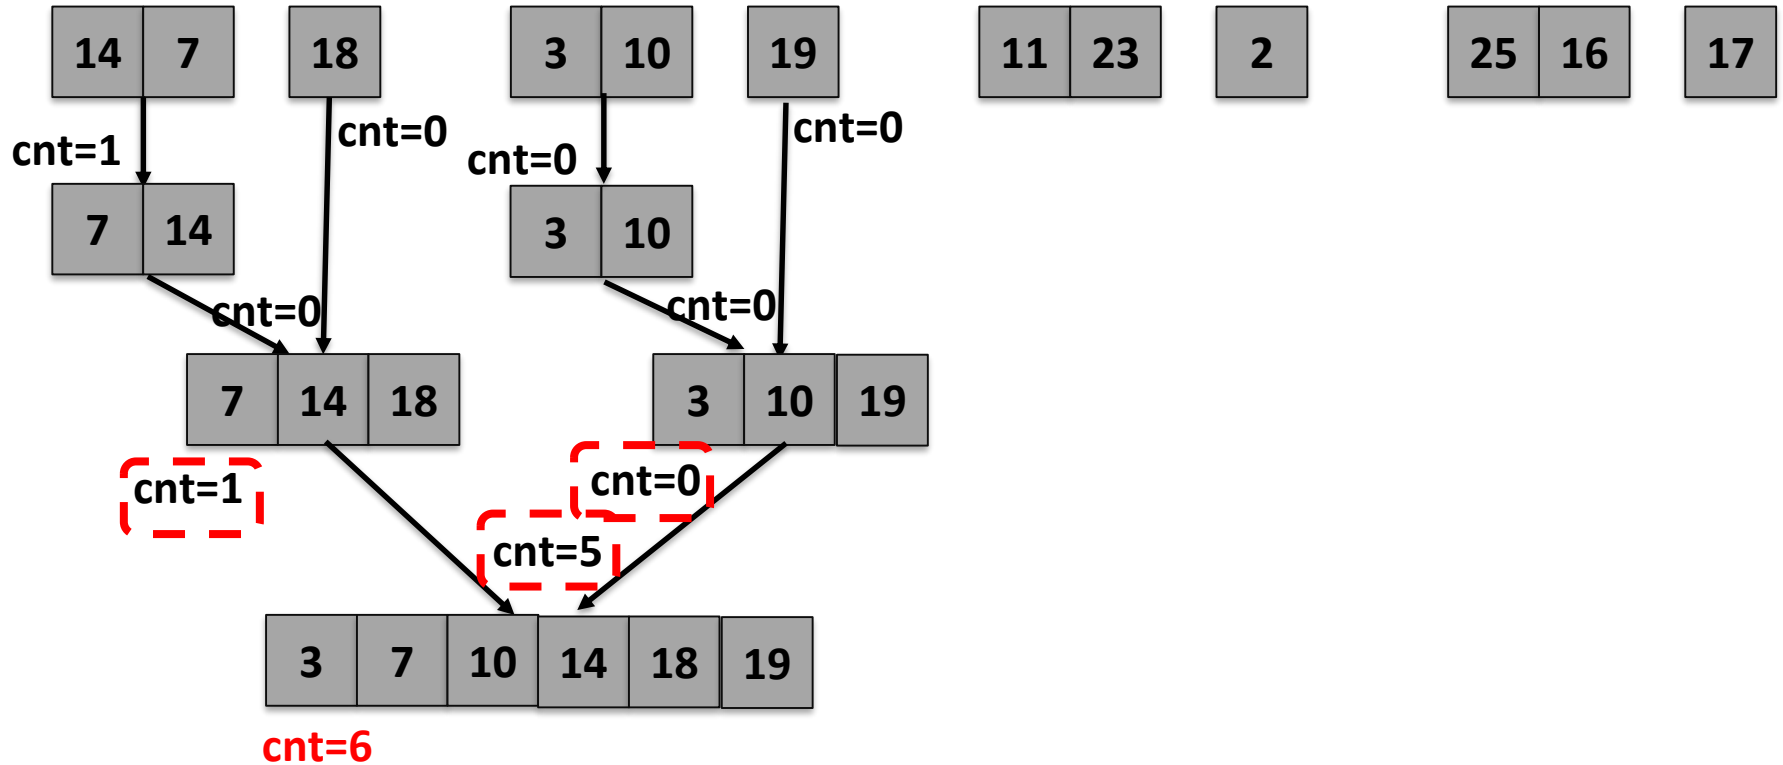 14 7 18 3 10 19 11 23 2 25 16 17
cnt=1 cnt=0 cnt=0 cnt=0
7 14 3 10
cnt=0 cnt=0
7 14 18 3 10 19
cnt=1 cnt=0
cnt=5
3 7 10 14 18 19
cnt=6